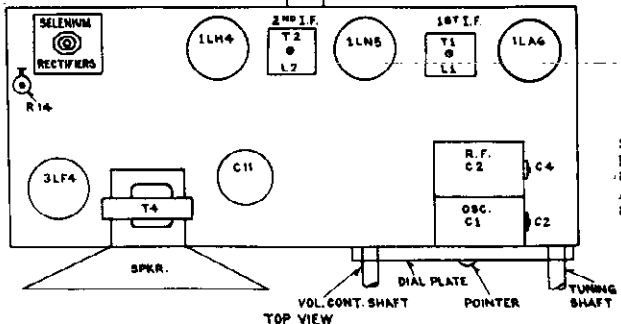 SELENIUM
RECTIFIERS
R14
1LH4
2ND I.F.
T2
L2
1LN5
1ST I.F.
T1
L1
1LA6
3LF4
T4
C11
R.F.
C2
C4
OSC.
C1
C2
SPKR.
VOL. CONT. SHAFT
DIAL PLATE
POINTER
TUNING
SHAFT
TOP VIEW